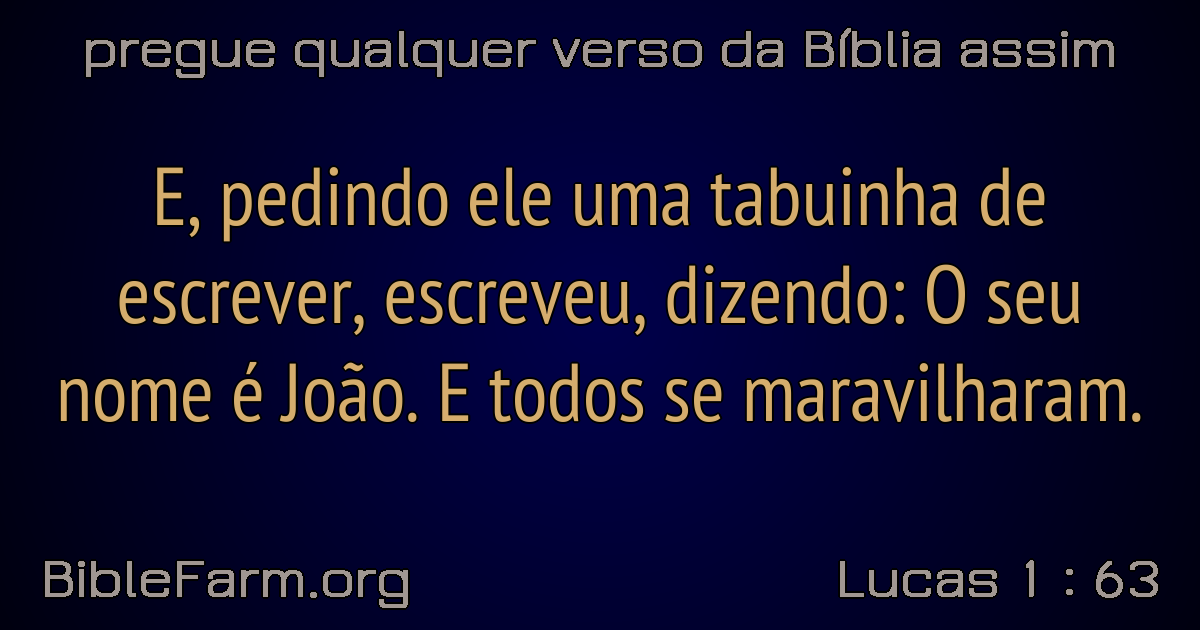 pregue qualquer verso da Bíblia assim
E, pedindo ele uma tabuinha de
escrever, escreveu, dizendo: O seu
nome é João. E todos se maravilharam.
BibleFarm.org
Lucas 1 : 63